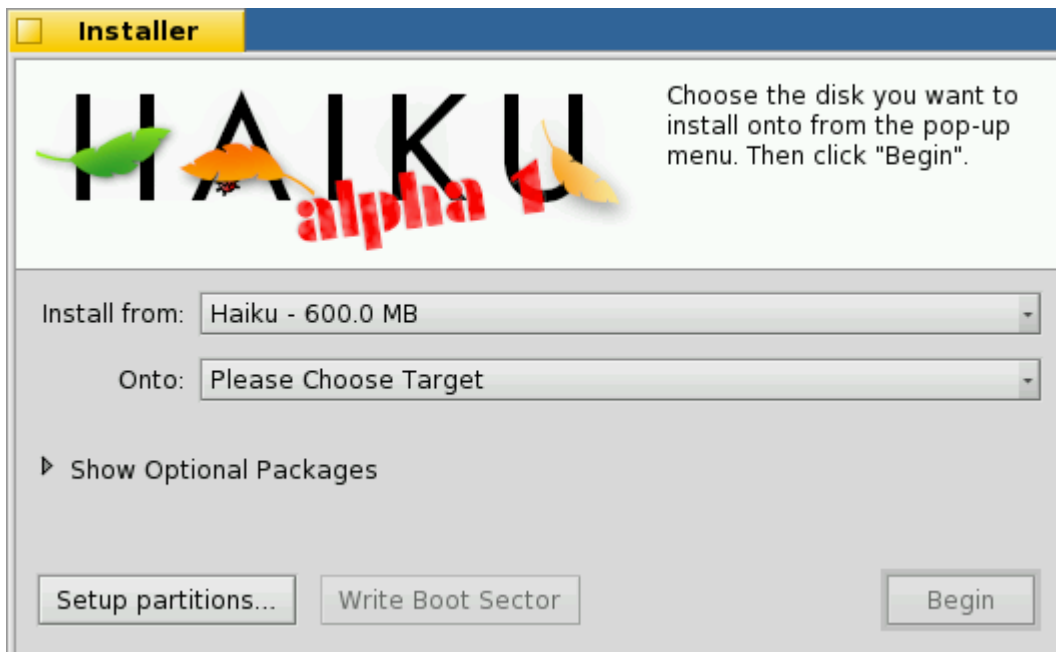 Installer
HAIKU
alpha 1
Choose the disk you want to
install onto from the pop-up
menu. Then click "Begin".
Install from: Haiku - 600.0 MB
Onto: Please Choose Target
Show Optional Packages
Setup partitions... Write Boot Sector Begin